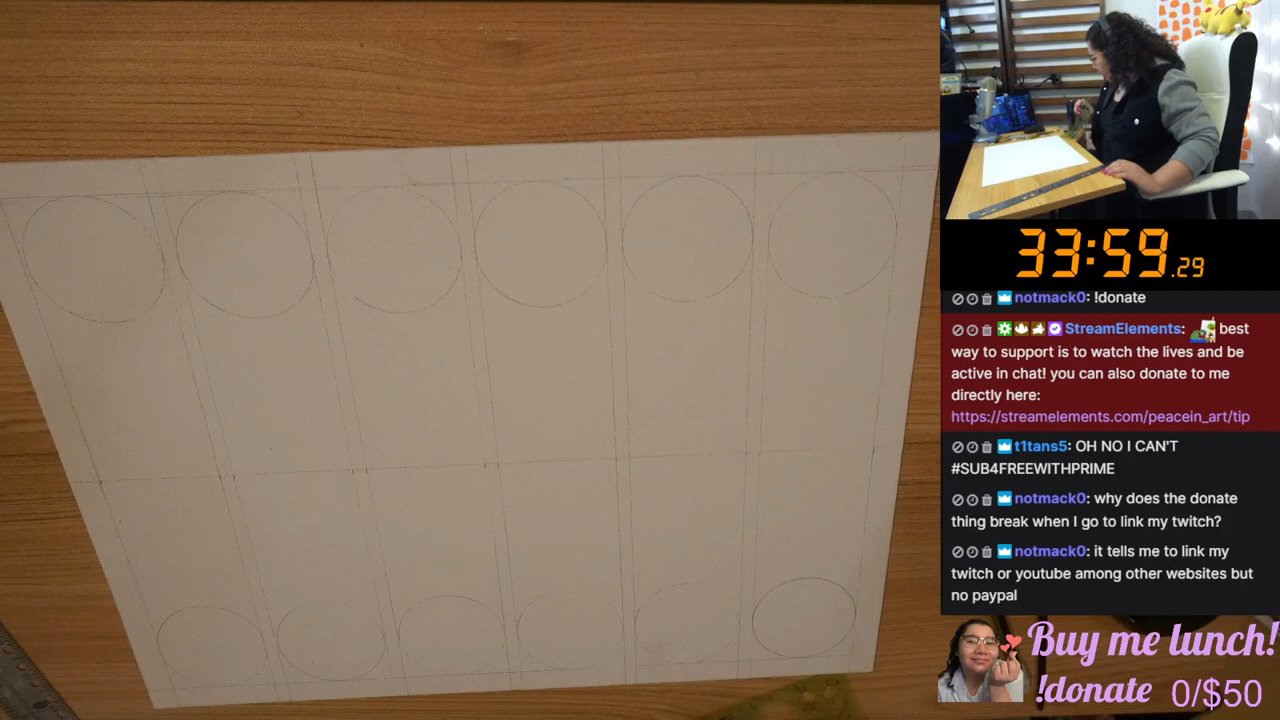 33:59.29
notmack0: !donate
StreamElements: best
way to support is to watch the lives and be
active in chat! you can also donate to me
directly here:
https://streamelements.com/peacein_art/tip
t1tans5: OH NO I CAN'T
#SUB4FREEWITHPRIME
notmack0: why does the donate
thing break when I go to link my twitch?
notmack0: it tells me to link my
twitch or youtube among other websites but
no paypal
Buy me lunch!
!donate 0/$50